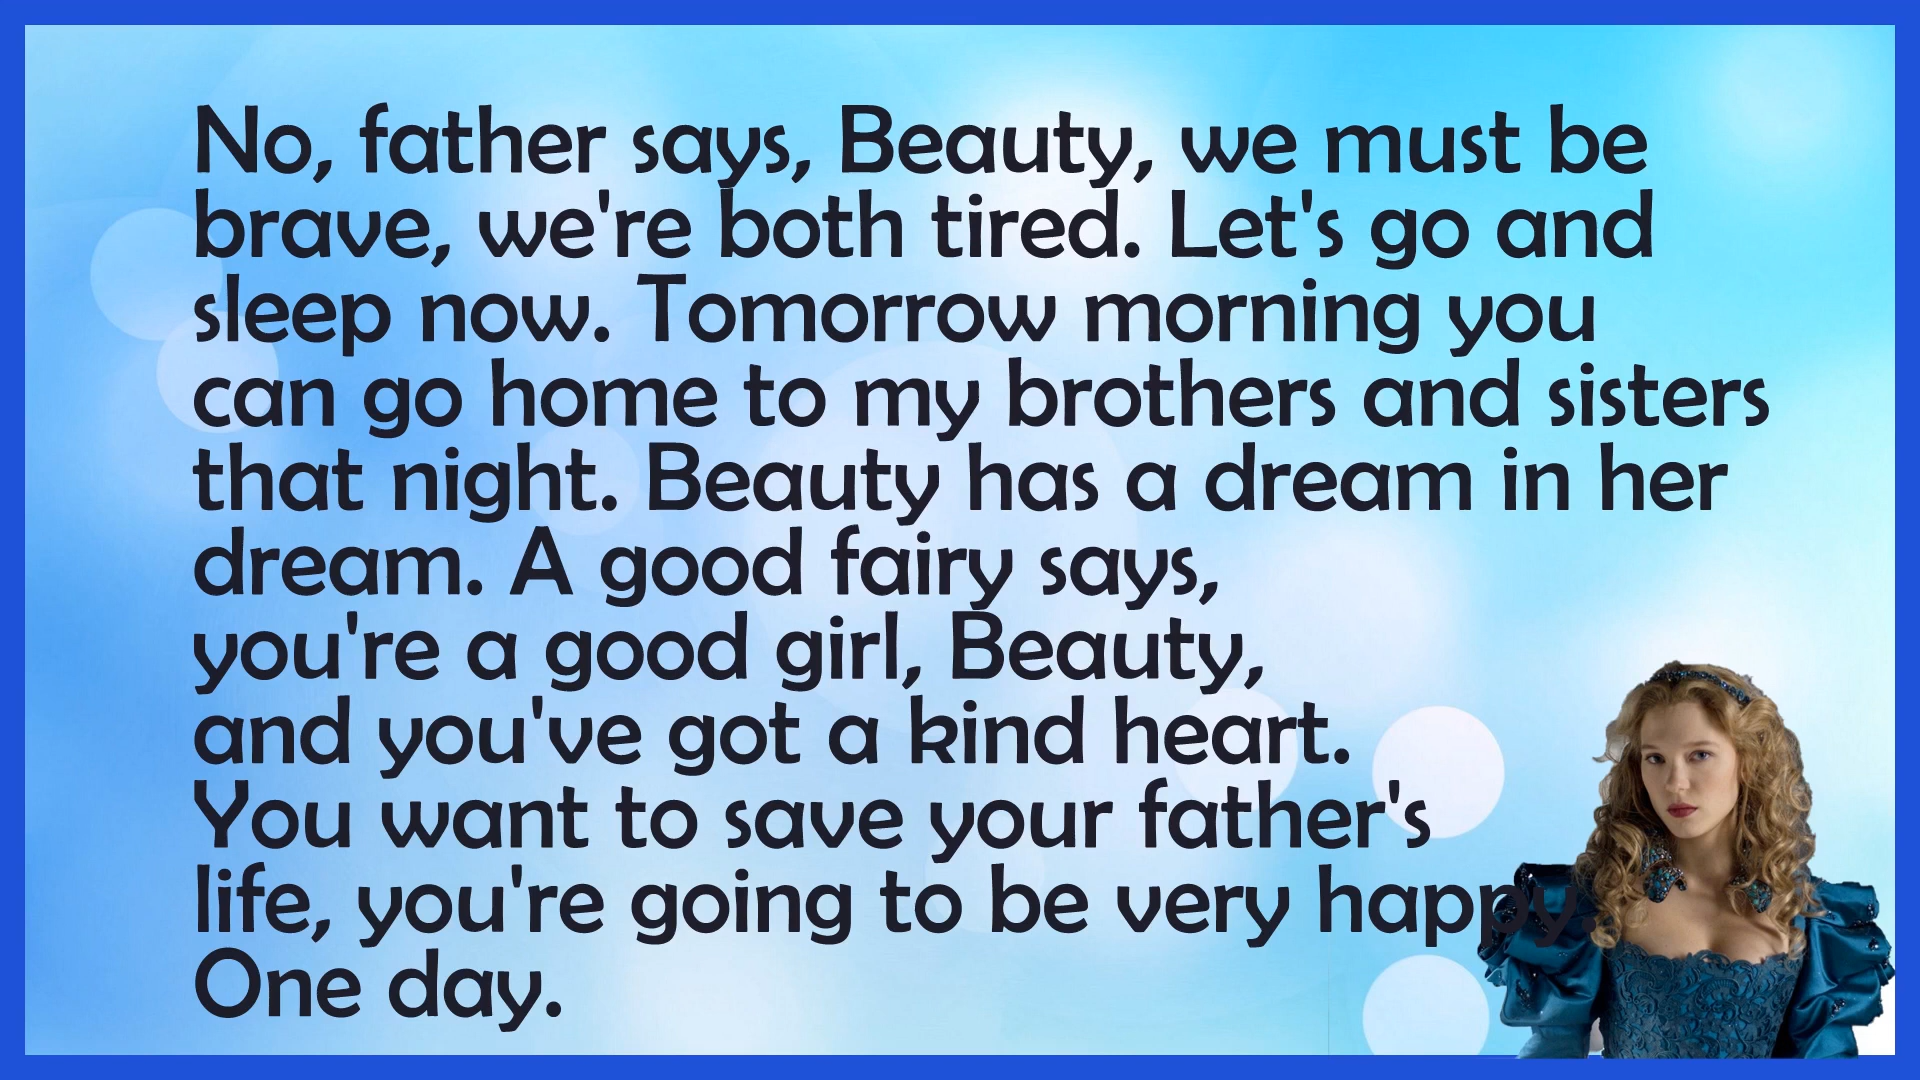 No, father says, Beauty, we must be
brave, we're both tired. Let's go and
sleep now. Tomorrow morning you
can go home to my brothers and sisters
that night. Beauty has a dream in her
dream. A good fairy says,
you're a good girl, Beauty,
and you've got a kind heart.
You want to save your father's
life, you're going to be very happy.
One day.